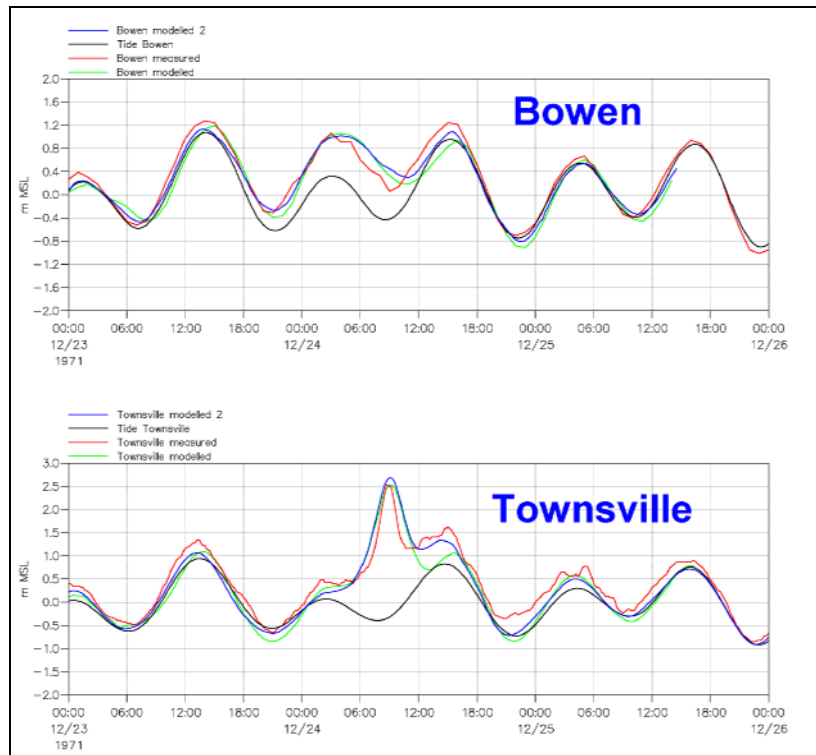 Bowen modelled 2
Tide Bowen
Bowen measured
Bowen modelled
Bowen
m MSL
2.0
1.6
1.2
0.8
0.4
0.0
−0.4
−0.8
−1.2
−1.6
−2.0
00:00 06:00 12:00 18:00 00:00 06:00 12:00 18:00 00:00 06:00 12:00 18:00 00:00
12/23 12/24 12/25 12/26
1971
Townsville modelled 2
Tide Townsville
Townsville measured
Townsville modelled
Townsville
m MSL
3.0
2.5
2.0
1.5
1.0
0.5
0.0
−0.5
−1.0
−1.5
−2.0
00:00 06:00 12:00 18:00 00:00 06:00 12:00 18:00 00:00 06:00 12:00 18:00 00:00
12/23 12/24 12/25 12/26
1971